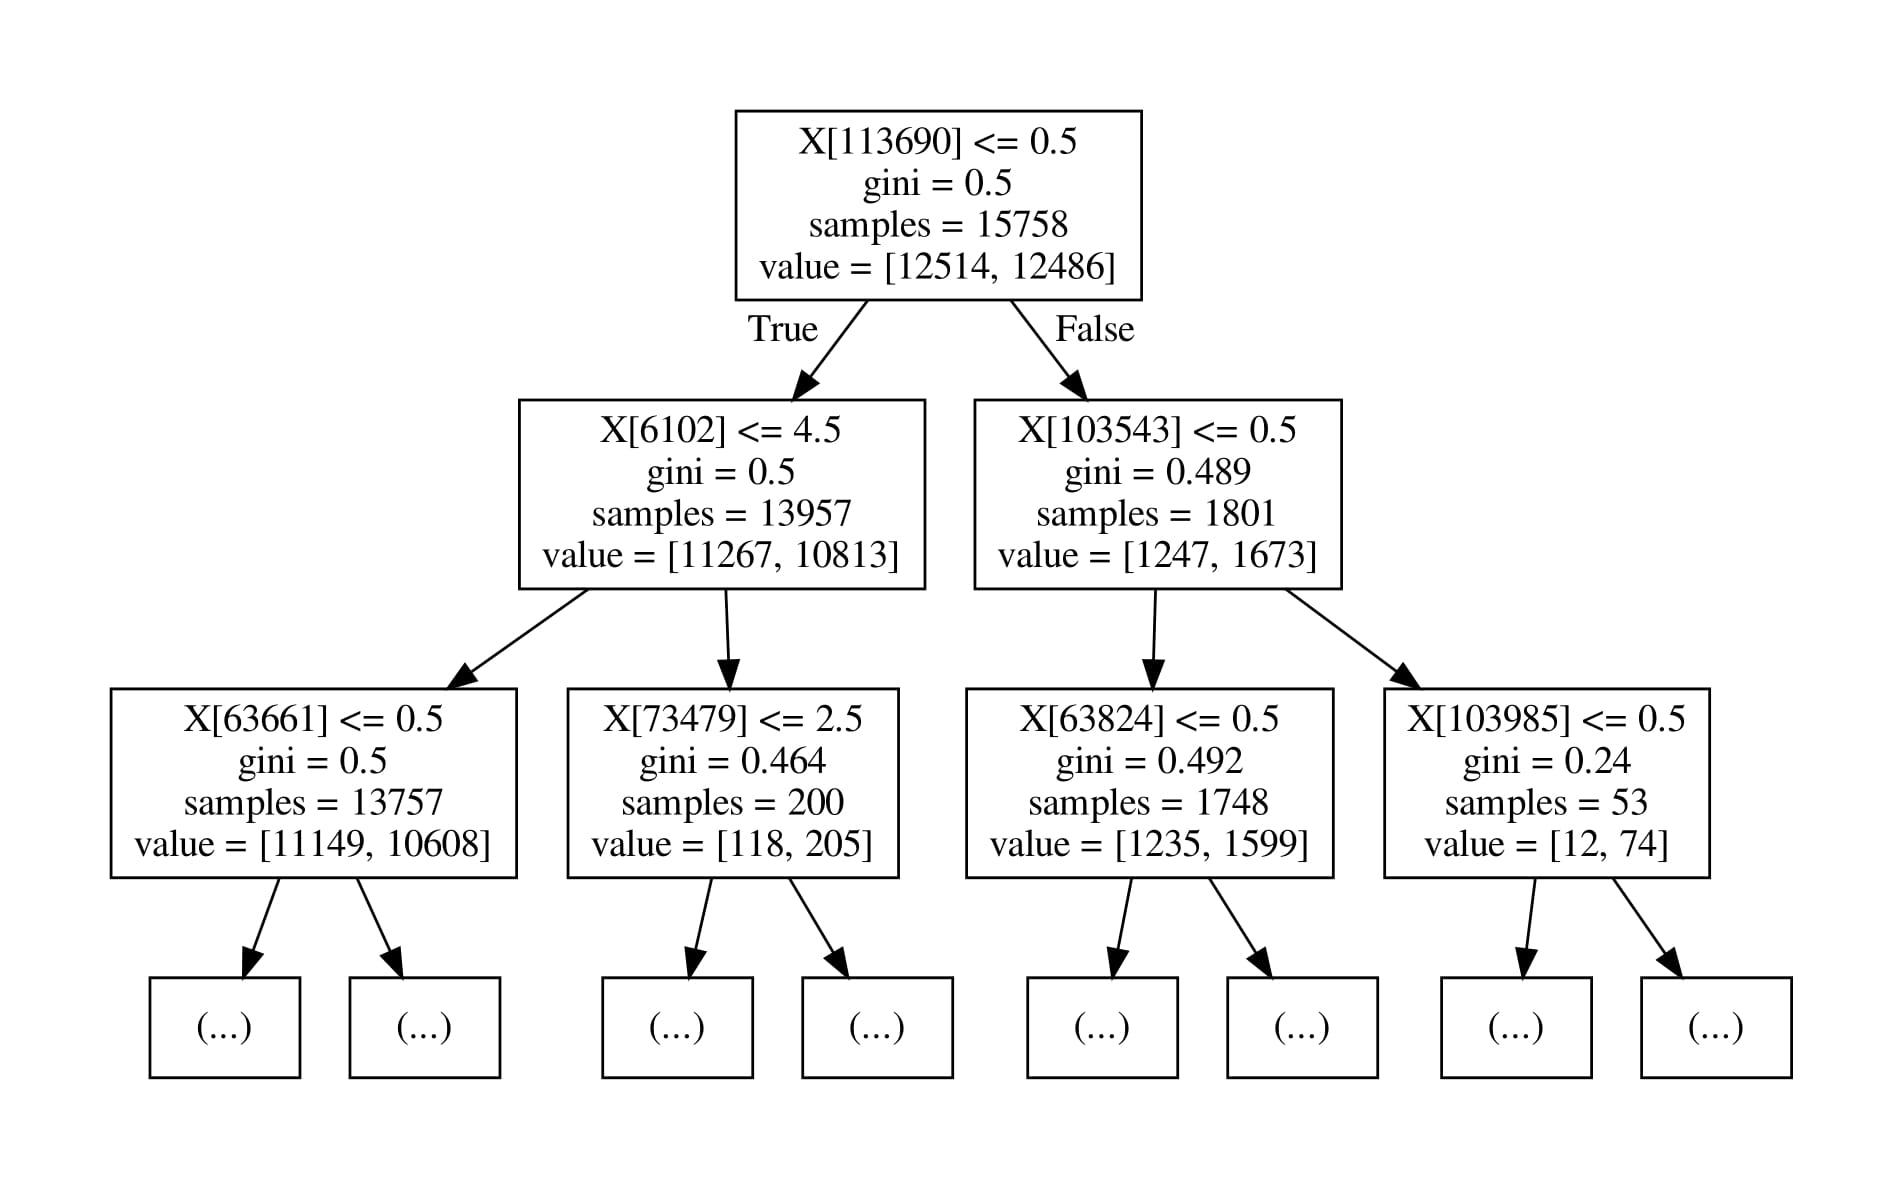 X[113690] <= 0.5
gini = 0.5
samples = 15758
value = [12514, 12486]
True
False
X[6102] <= 4.5
gini = 0.5
samples = 13957
value = [11267, 10813]
X[103543] <= 0.5
gini = 0.489
samples = 1801
value = [1247, 1673]
X[63661] <= 0.5
gini = 0.5
samples = 13757
value = [11149, 10608]
X[73479] <= 2.5
gini = 0.464
samples = 200
value = [118, 205]
X[63824] <= 0.5
gini = 0.492
samples = 1748
value = [1235, 1599]
X[103985] <= 0.5
gini = 0.24
samples = 53
value = [12, 74]
(...)
(...)
(...)
(...)
(...)
(...)
(...)
(...)